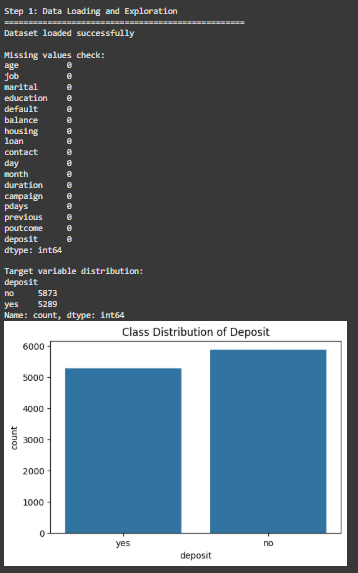 Step 1: Data Loading and Exploration
==================================================
Dataset loaded successfully
Missing values check:
age 0
job 0
marital 0
education 0
default 0
balance 0
housing 0
loan 0
contact 0
day 0
month 0
duration 0
campaign 0
pdays 0
previous 0
poutcome 0
deposit 0
dtype: int64
Target variable distribution:
deposit
no 5873
yes 5289
Name: count, dtype: int64
Class Distribution of Deposit
6000
5000
4000
3000
2000
1000
0
count
yes no
deposit